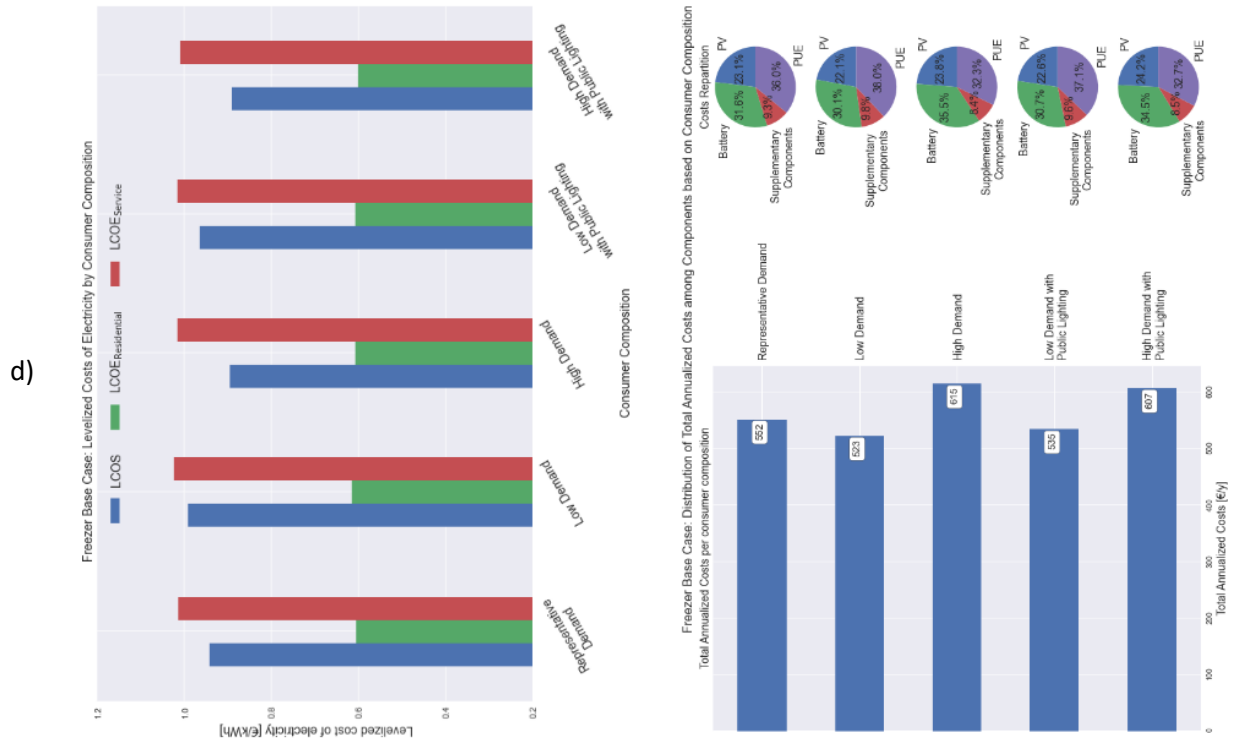 d)
Freezer Base Case: Levelized Costs of Electricity by Consumer Composition
LCOS
LCOE Residential
LCOE Service
Levelized cost of electricity [€/kWh]
1.2
1.0
0.8
0.6
0.4
0.2
Representative
Demand
Low Demand
High Demand
Low Demand
with Public Lighting
High Demand
with Public Lighting
Consumer Composition
Freezer Base Case: Distribution of Total Annualized Costs among Components based on Consumer Composition
Total Annualized Costs per consumer composition
Costs Repartition
552
Representative Demand
Battery
PV
31.6%
23.1%
9.3%
36.0%
Supplementary
Components
PUE
523
Low Demand
Battery
PV
30.1%
22.1%
9.8%
38.0%
Supplementary
Components
PUE
615
High Demand
Battery
PV
35.5%
23.8%
8.4%
32.3%
Supplementary
Components
PUE
535
Low Demand with
Public Lighting
Battery
PV
30.7%
22.6%
9.6%
37.1%
Supplementary
Components
PUE
607
High Demand with
Public Lighting
Battery
PV
34.5%
24.2%
8.5%
32.7%
Supplementary
Components
PUE
0
100
200
300
400
500
600
Total Annualized Costs [€/y]